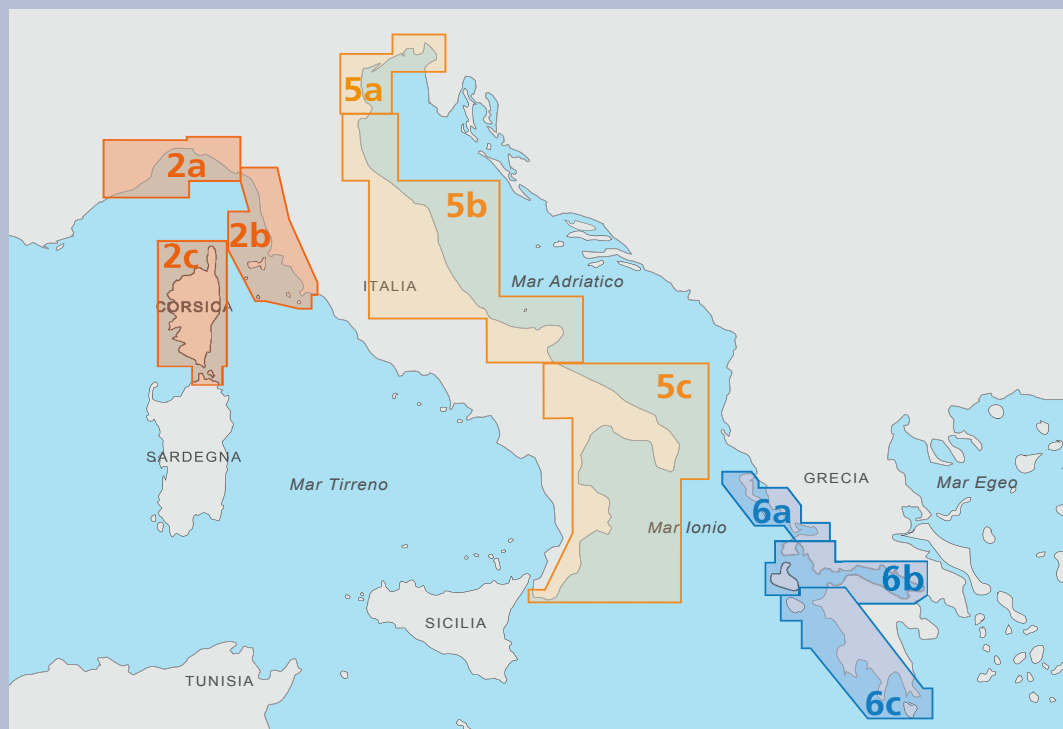 5a
2a
5b
2b
2c
Mar Adriatico
ITALIA
CORSICA
5c
SARDEGNA
GRECIA
Mar Tirreno
Mar Egeo
6a
Mar Ionio
6b
SICILIA
TUNISIA
6c